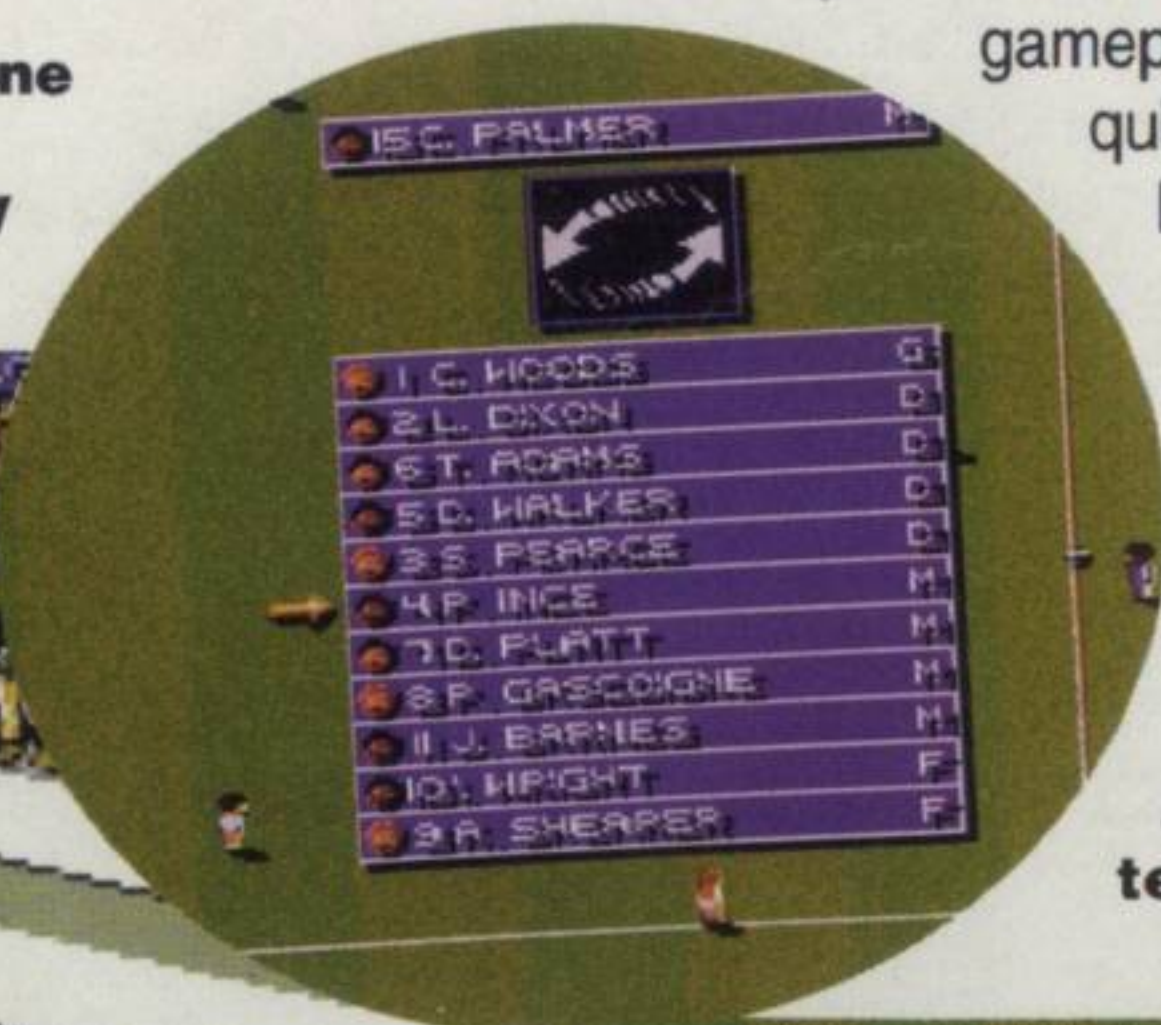 ne
gamep
qu
15 C. PALMER M
1 C. WOODS G
2 L. DIXON D
6 T. ADAMS D
5 D. WALKER D
3 S. PEARCE D
4 P. INCE M
7 D. PLATT M
8 P. GASCOIGNE M
11 J. BARNES M
10 I. WRIGHT F
9 A. SHEARER F
te